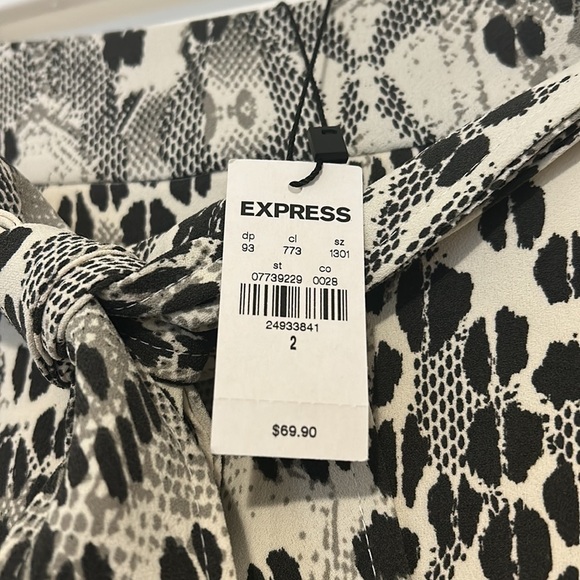 EXPRESS
dp cl sz
93 773 1301
st co
07739229 0028
24933841
2
$69.90